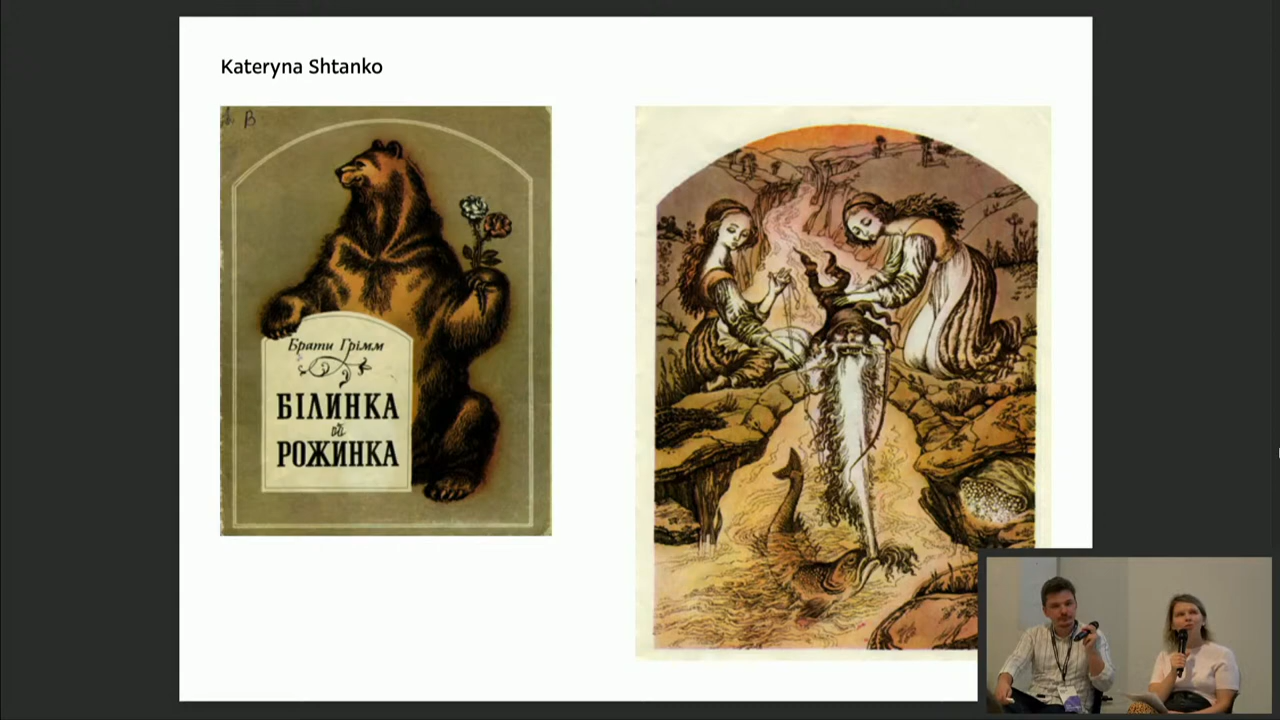 Kateryna Shtanko
В
Брати Грімм
БІЛИНКА
й
РОЖИНКА